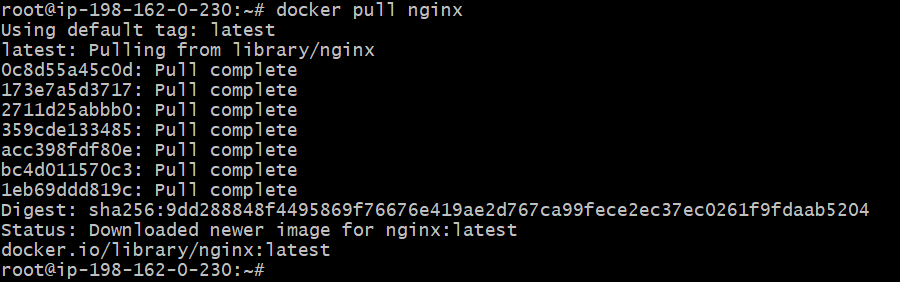 root@ip-198-162-0-230:~# docker pull nginx
Using default tag: latest
latest: Pulling from library/nginx
0c8d55a45c0d: Pull complete
173e7a5d3717: Pull complete
2711d25abbb0: Pull complete
359cde133485: Pull complete
acc398fdf80e: Pull complete
bc4d011570c3: Pull complete
1eb69ddd819c: Pull complete
Digest: sha256:9dd288848f4495869f76676e419ae2d767ca99fece2ec37ec0261f9fdaab5204
Status: Downloaded newer image for nginx:latest
docker.io/library/nginx:latest
root@ip-198-162-0-230:~#